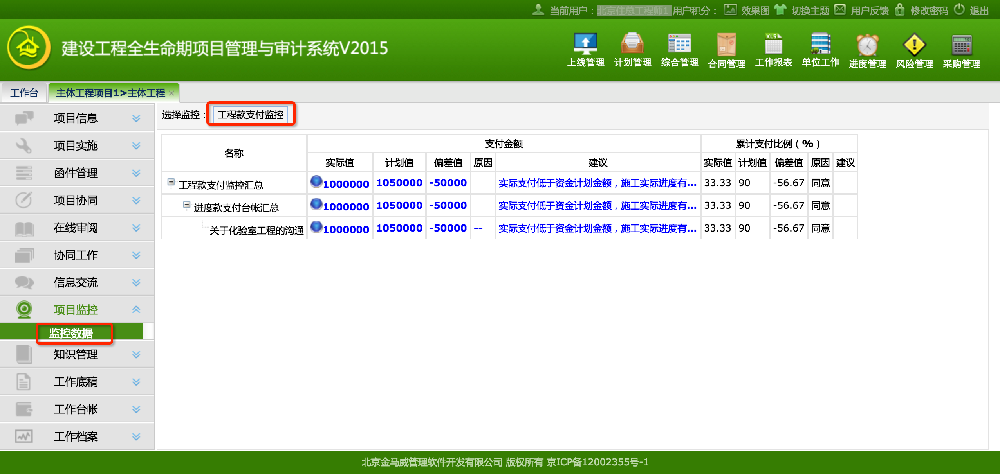 当前用户：北京住总工程师1 用户积分： 效果图 切换主题 用户反馈 修改密码 退出
建设工程全生命期项目管理与审计系统V2015
上线管理 计划管理 综合管理 合同管理 工作报表 单位工作 进度管理 风险管理 采购管理
工作台 主体工程项目1>主体工程
选择监控： 工程款支付监控
项目信息
项目实施
函件管理
项目协同
在线审阅
协同工作
信息交流
项目监控
监控数据
知识管理
工作底稿
工作台帐
工作档案
名称 支付金额 累计支付比例（%）
实际值 计划值 偏差值 原因 建议 实际值 计划值 偏差值 原因 建议
工程款支付监控汇总 1000000 1050000 -50000 实际支付低于资金计划金额，施工实际进度有... 33.33 90 -56.67 同意
进度款支付台帐汇总 1000000 1050000 -50000 实际支付低于资金计划金额，施工实际进度有... 33.33 90 -56.67 同意
关于化验室工程的沟通 1000000 1050000 -50000 -- 实际支付低于资金计划金额，施工实际进度有... 33.33 90 -56.67 同意
北京金马威管理软件开发有限公司 版权所有 京ICP备12002355号-1